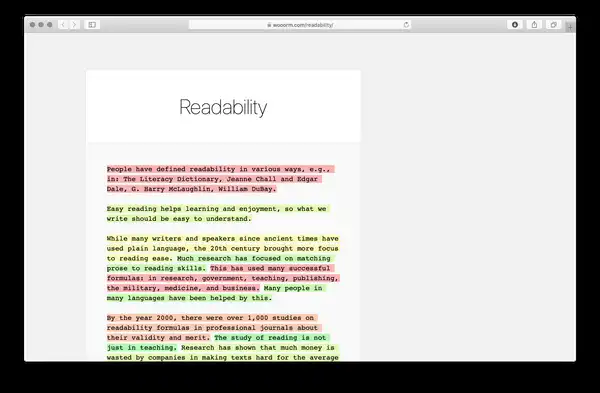 wooorm.com/readability/
Readability
People have defined readability in various ways, e.g.,
in: The Literacy Dictionary, Jeanne Chall and Edgar
Dale, G. Harry McLaughlin, William DuBay.
Easy reading helps learning and enjoyment, so what we
write should be easy to understand.
While many writers and speakers since ancient times have
used plain language, the 20th century brought more focus
to reading ease. Much research has focused on matching
prose to reading skills. This has used many successful
formulas: in research, government, teaching, publishing,
the military, medicine, and business. Many people in
many languages have been helped by this.
By the year 2000, there were over 1,000 studies on
readability formulas in professional journals about
their validity and merit. The study of reading is not
just in teaching. Research has shown that much money is
wasted by companies in making texts hard for the average